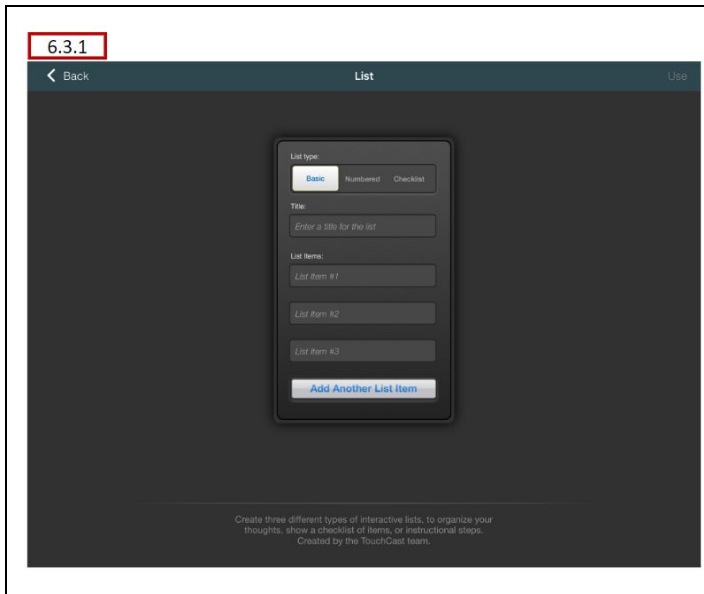 6.3.1
Back List Use
List type:
Basic Numbered Checklist
Title:
Enter a title for the list
List Items:
List Item #1
List Item #2
List Item #3
Add Another List Item
Create three different types of interactive lists, to organize your
thoughts, show a checklist of items, or instructional steps.
Created by the TouchCast team.